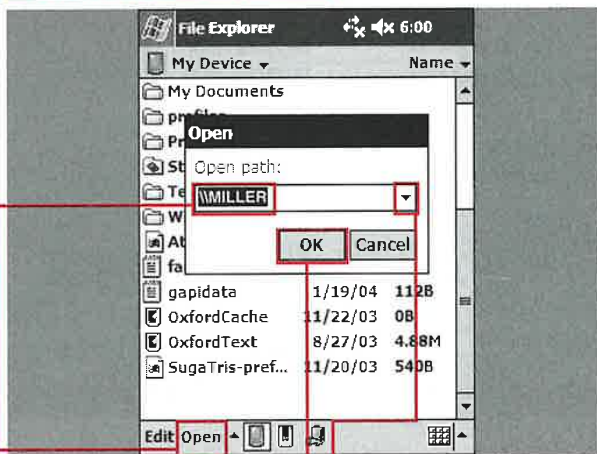 File Explorer 6:00
My Device Name
My Documents
Open
Open path:
\\MILLER
OK Cancel
gapidata 1/19/04 112B
OxfordCache 11/22/03 0B
OxfordText 8/27/03 4.88M
SugaTris-pref... 11/20/03 540B
Edit Open